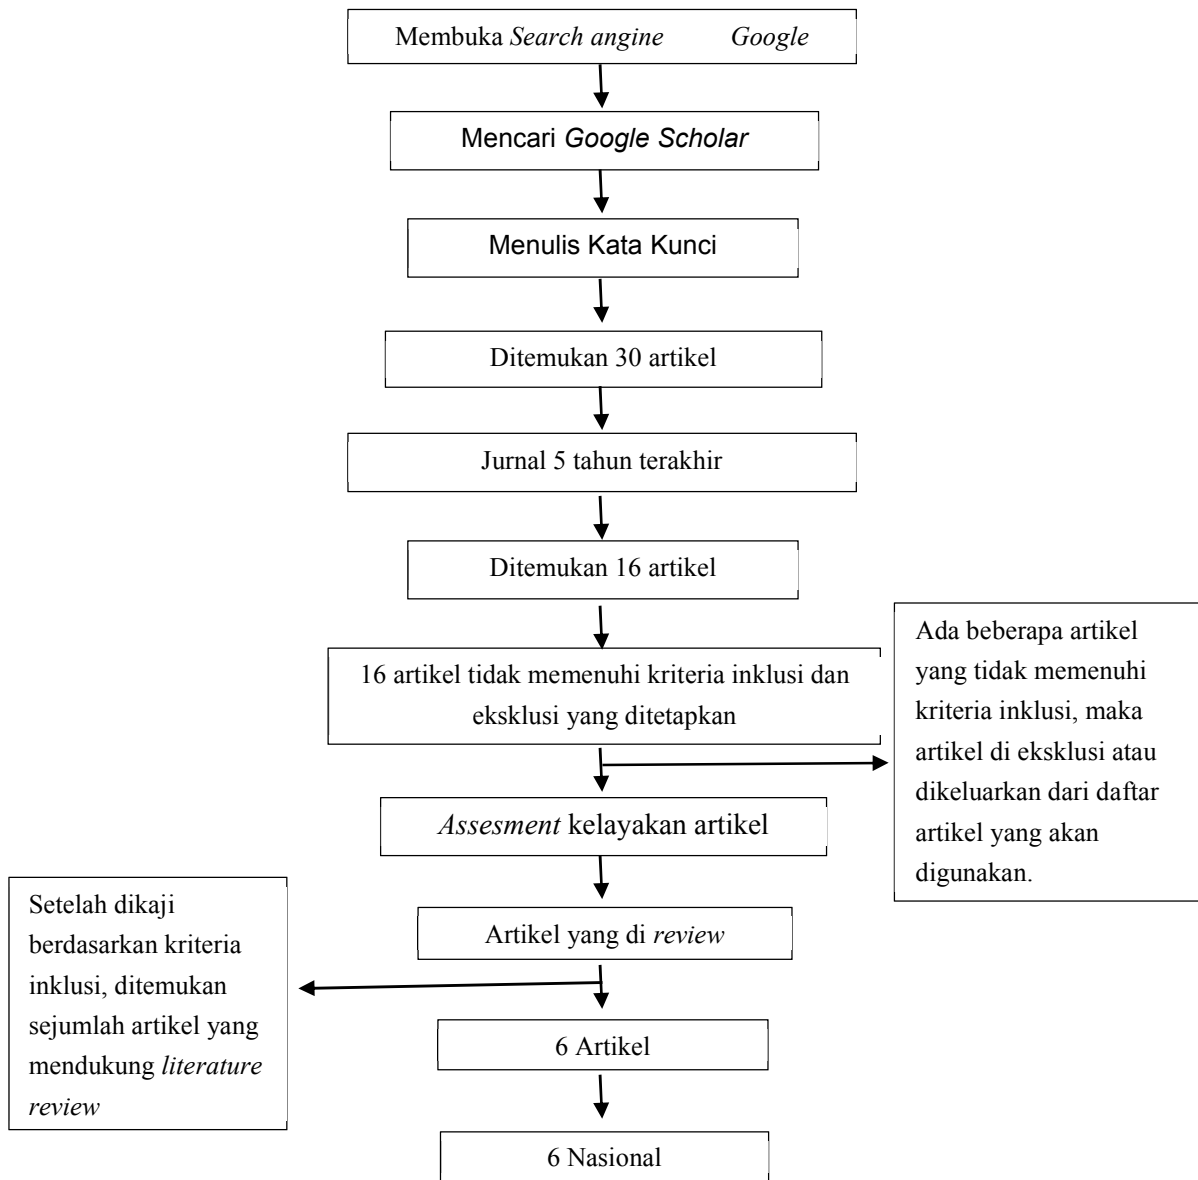 Membuka Search angine Google
Mencari Google Scholar
Menulis Kata Kunci
Ditemukan 30 artikel
Jurnal 5 tahun terakhir
Ditemukan 16 artikel
16 artikel tidak memenuhi kriteria inklusi dan
eksklusi yang ditetapkan
Ada beberapa artikel
yang tidak memenuhi
kriteria inklusi, maka
artikel di eksklusi atau
dikeluarkan dari daftar
artikel yang akan
digunakan.
Assesment kelayakan artikel
Artikel yang di review
Setelah dikaji
berdasarkan kriteria
inklusi, ditemukan
sejumlah artikel yang
mendukung literature
review
6 Artikel
6 Nasional